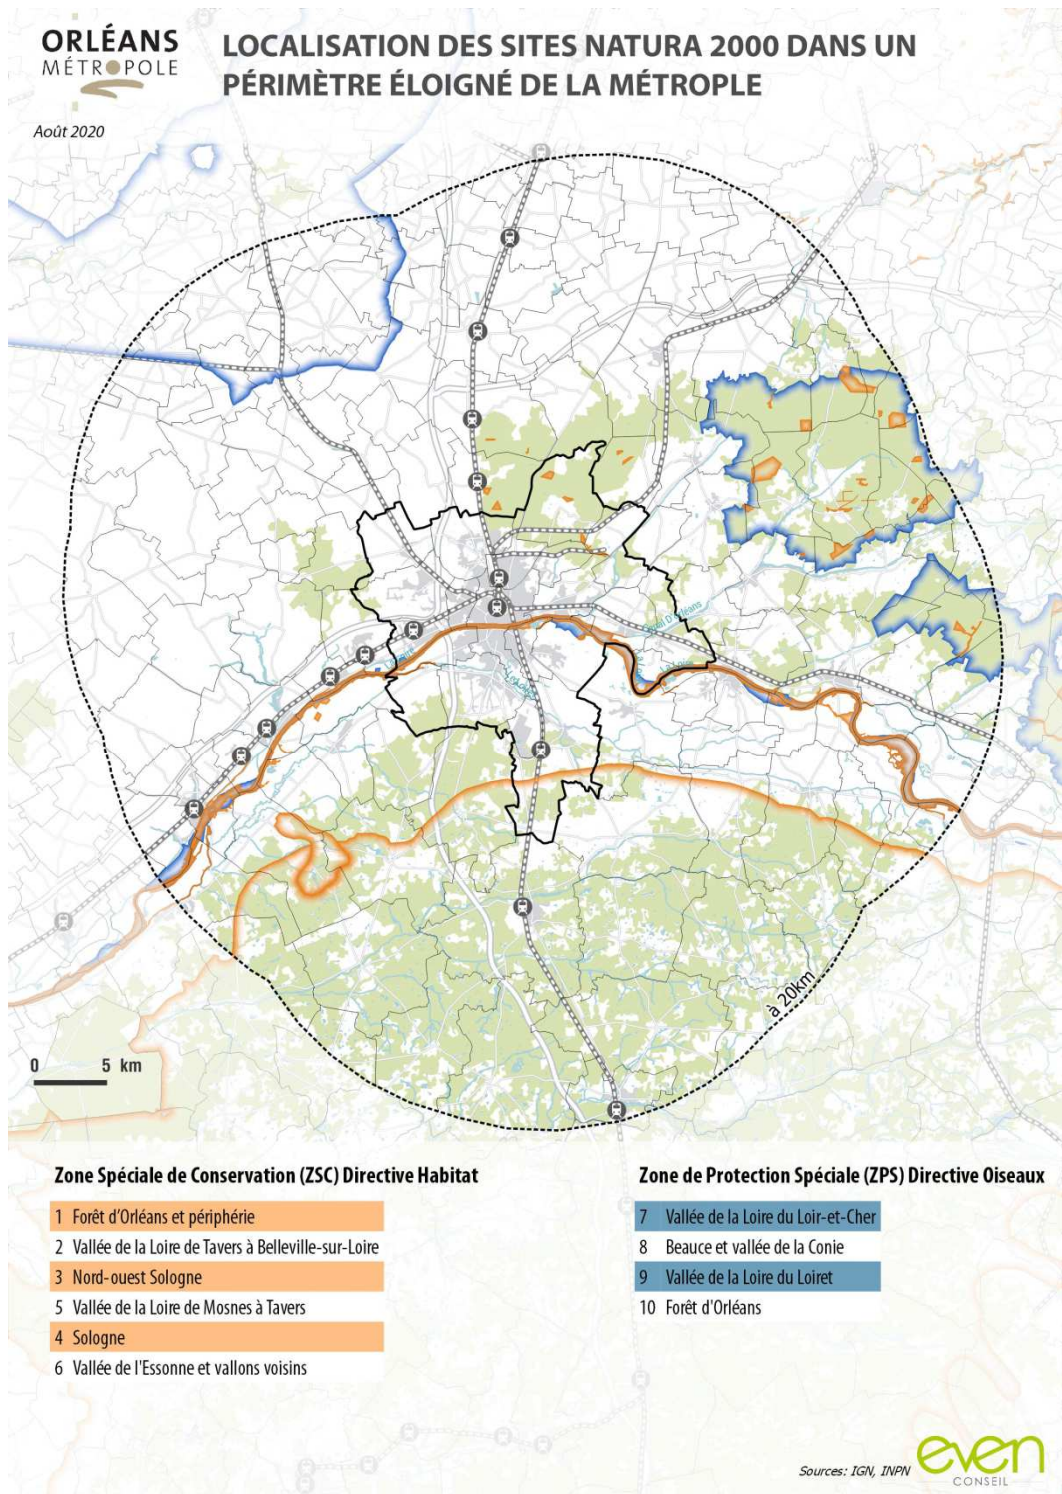 ORLÉANS
MÉTROPOLE
LOCALISATION DES SITES NATURA 2000 DANS UN
PÉRIMÈTRE ÉLOIGNÉ DE LA MÉTROPLE
Août 2020
à 20km
0 5 km
Zone Spéciale de Conservation (ZSC) Directive Habitat
1 Forêt d'Orléans et périphérie
2 Vallée de la Loire de Tavers à Belleville-sur-Loire
3 Nord-ouest Sologne
5 Vallée de la Loire de Mosnes à Tavers
4 Sologne
6 Vallée de l'Essonne et vallons voisins
Zone de Protection Spéciale (ZPS) Directive Oiseaux
7 Vallée de la Loire du Loir-et-Cher
8 Beauce et vallée de la Conie
9 Vallée de la Loire du Loiret
10 Forêt d'Orléans
Sources: IGN, INPN
even
CONSEIL